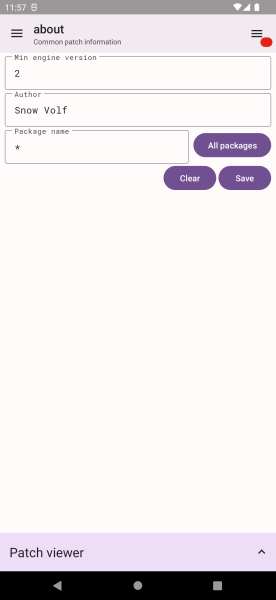 11:57
about
Common patch information
Min engine version
2
Author
Snow Volf
Package name
*
All packages
Clear
Save
Patch viewer